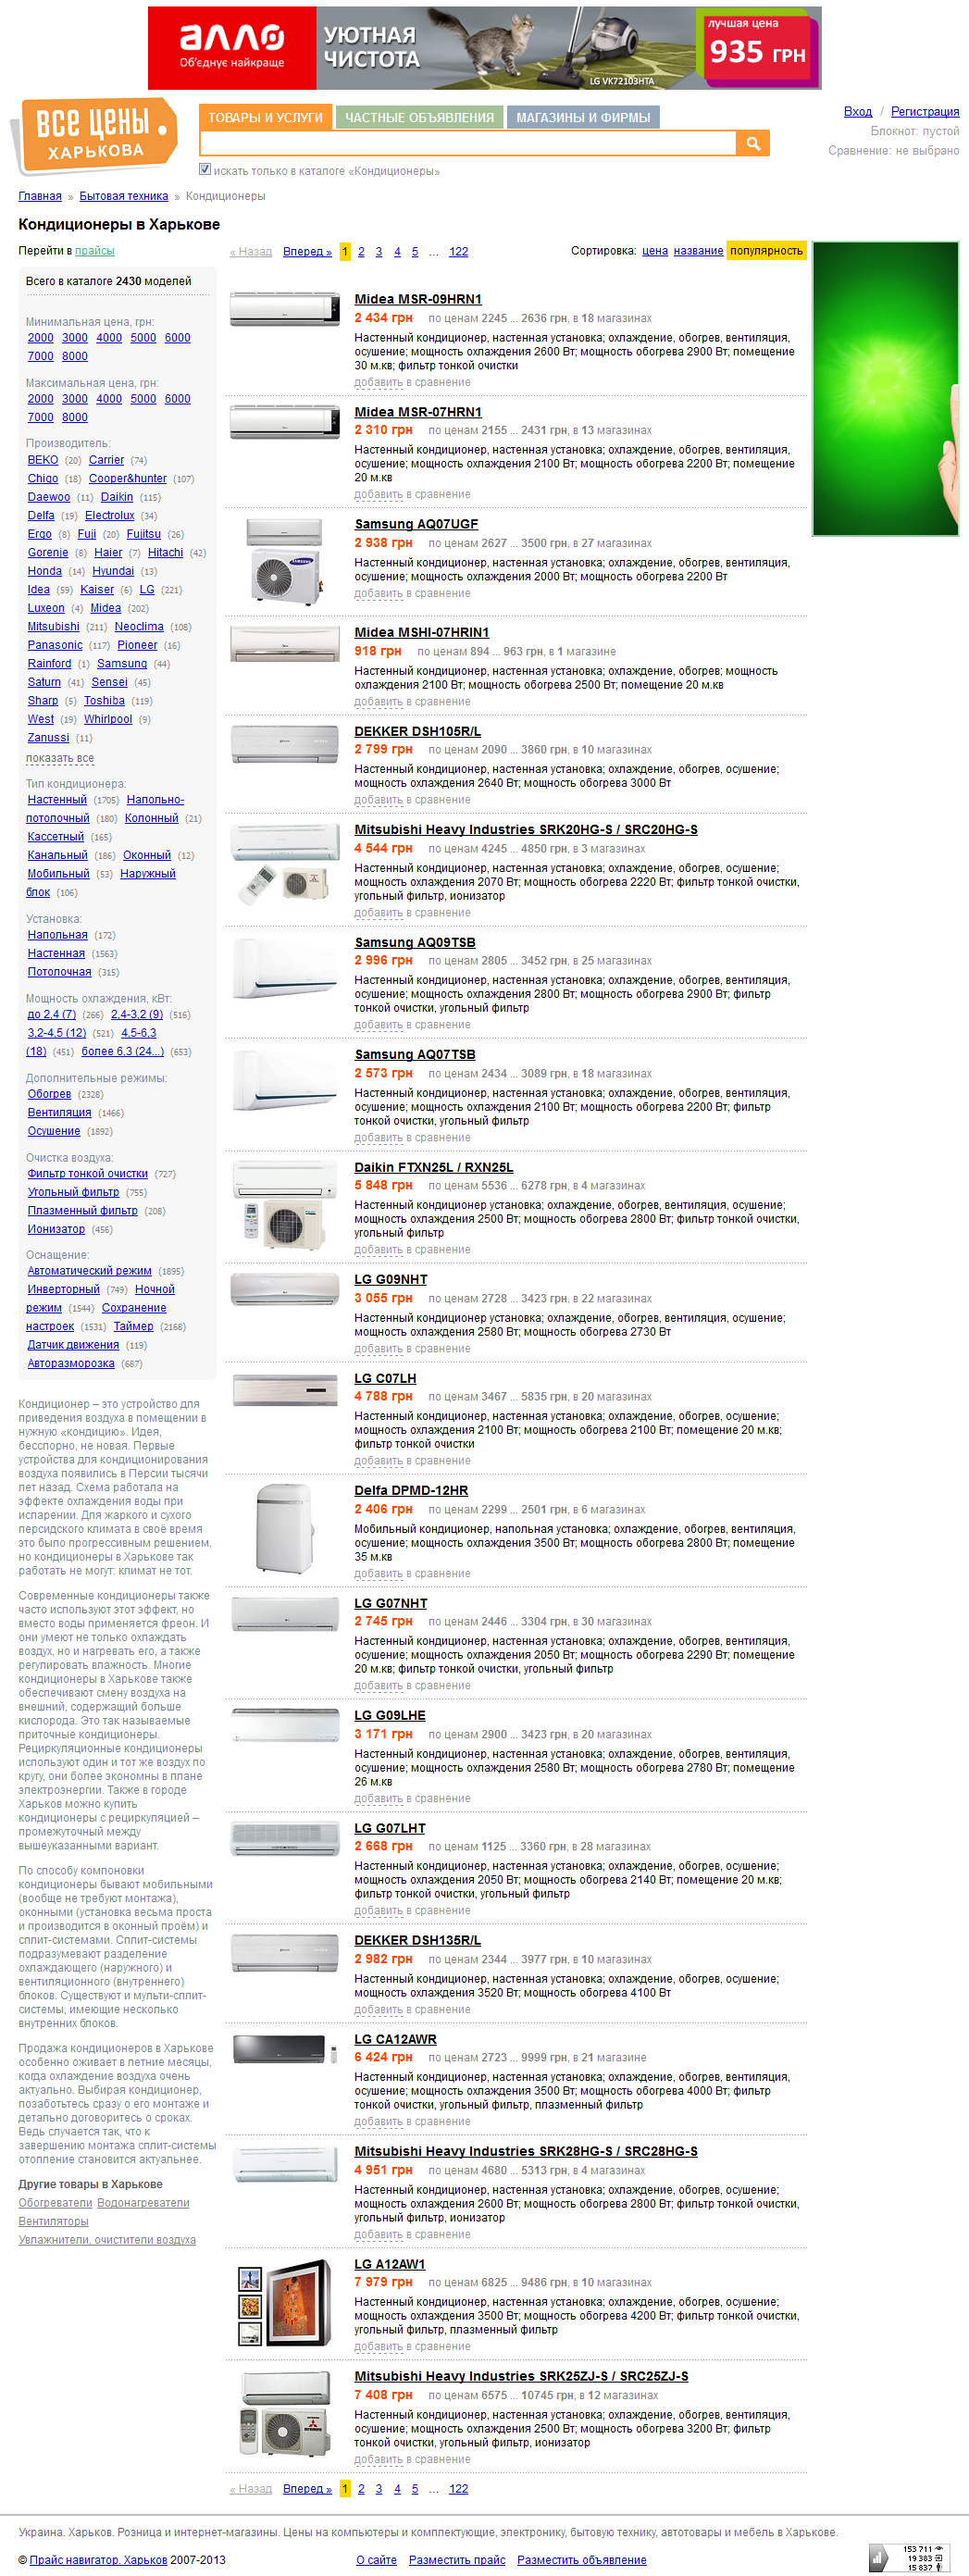 алло
Об'єднуй найкраще
УЮТНАЯ
ЧИСТОТА
LG VK72103HTA
лучшая цена
935 ГРН
ВСЕ ЦЕНЫ
ХАРЬКОВА
ТОВАРЫ И УСЛУГИ ЧАСТНЫЕ ОБЪЯВЛЕНИЯ МАГАЗИНЫ И ФИРМЫ
искать только в каталоге «Кондиционеры»
Вход / Регистрация
Блокнот: пустой
Сравнение: не выбрано
Главная » Бытовая техника » Кондиционеры
Кондиционеры в Харькове
Перейти в прайсы
Всего в каталоге 2430 моделей
Минимальная цена, грн:
2000 3000 4000 5000 6000
7000 8000
Максимальная цена, грн:
2000 3000 4000 5000 6000
7000 8000
Производитель:
BEKO (20) Carrier (74)
Chigo (18) Cooper&hunter (107)
Daewoo (11) Daikin (115)
Delfa (19) Electrolux (34)
Ergo (8) Fuji (20) Fujitsu (26)
Gorenje (8) Haier (7) Hitachi (42)
Honda (14) Hyundai (13)
Idea (59) Kaiser (6) LG (221)
Luxeon (4) Midea (202)
Mitsubishi (211) Neoclima (108)
Panasonic (117) Pioneer (16)
Rainford (1) Samsung (44)
Saturn (41) Sensei (45)
Sharp (5) Toshiba (119)
West (19) Whirlpool (9)
Zanussi (11)
показать все
Тип кондиционера:
Настенный (1705) Напольно-
потолочный (180) Колонный (21)
Кассетный (165)
Канальный (186) Оконный (12)
Мобильный (53) Наружный
блок (106)
Установка:
Напольная (172)
Настенная (1563)
Потолочная (315)
Мощность охлаждения, кВт:
до 2,4 (7) (266) 2,4-3,2 (9) (516)
3,2-4,5 (12) (521) 4,5-6,3
(18) (451) более 6,3 (24...) (653)
Дополнительные режимы:
Обогрев (2328)
Вентиляция (1466)
Осушение (1892)
Очистка воздуха:
Фильтр тонкой очистки (727)
Угольный фильтр (755)
Плазменный фильтр (208)
Ионизатор (456)
Оснащение:
Автоматический режим (1895)
Инверторный (749) Ночной
режим (1544) Сохранение
настроек (1531) Таймер (2168)
Датчик движения (119)
Авторазморозка (687)
Кондиционер – это устройство для
приведения воздуха в помещении в
нужную «кондицию». Идея,
бесспорно, не новая. Первые
устройства для кондиционирования
воздуха появились в Персии тысячи
лет назад. Схема работала на
эффекте охлаждения воды при
испарении. Для жаркого и сухого
персидского климата в своё время
это было прогрессивным решением,
но кондиционеры в Харькове так
работать не могут: климат не тот.
Современные кондиционеры также
часто используют этот эффект, но
вместо воды применяется фреон. И
они умеют не только охлаждать
воздух, но и нагревать его, а также
регулировать влажность. Многие
кондиционеры в Харькове также
обеспечивают смену воздуха на
внешний, содержащий больше
кислорода. Это так называемые
приточные кондиционеры.
Рециркуляционные кондиционеры
используют один и тот же воздух по
кругу, они более экономны в плане
электроэнергии. Также в городе
Харьков можно купить
кондиционеры с рециркуляцией –
промежуточный между
вышеуказанными вариант.
По способу компоновки
кондиционеры бывают мобильными
(вообще не требуют монтажа),
оконными (установка весьма проста
и производится в оконный проём) и
сплит-системами. Сплит-системы
подразумевают разделение
охлаждающего (наружного) и
вентиляционного (внутреннего)
блоков. Существуют и мульти-сплит-
системы, имеющие несколько
внутренних блоков.
Продажа кондиционеров в Харькове
особенно оживает в летние месяцы,
когда охлаждение воздуха очень
актуально. Выбирая кондиционер,
позаботьтесь сразу о его монтаже и
детально договоритесь о сроках.
Ведь случается так, что к
завершению монтажа сплит-системы
отопление становится актуальнее.
Другие товары в Харькове
Обогреватели Водонагреватели
Вентиляторы
Увлажнители, очистители воздуха
« Назад Вперед » 1 2 3 4 5 ... 122
Сортировка: цена название популярность
Midea MSR-09HRN1
2 434 грн по ценам 2245 ... 2636 грн, в 18 магазинах
Настенный кондиционер, настенная установка; охлаждение, обогрев, вентиляция,
осушение; мощность охлаждения 2600 Вт; мощность обогрева 2900 Вт; помещение
30 м.кв; фильтр тонкой очистки
добавить в сравнение
Midea MSR-07HRN1
2 310 грн по ценам 2155 ... 2431 грн, в 13 магазинах
Настенный кондиционер, настенная установка; охлаждение, обогрев, вентиляция,
осушение; мощность охлаждения 2100 Вт; мощность обогрева 2200 Вт; помещение
20 м.кв
добавить в сравнение
Samsung AQ07UGF
2 938 грн по ценам 2627 ... 3500 грн, в 27 магазинах
Настенный кондиционер, настенная установка; охлаждение, обогрев, вентиляция,
осушение; мощность охлаждения 2000 Вт; мощность обогрева 2200 Вт
добавить в сравнение
Midea MSHI-07HRIN1
918 грн по ценам 894 ... 963 грн, в 1 магазине
Настенный кондиционер, настенная установка; охлаждение, обогрев; мощность
охлаждения 2100 Вт; мощность обогрева 2500 Вт; помещение 20 м.кв
добавить в сравнение
DEKKER DSH105R/L
2 799 грн по ценам 2090 ... 3860 грн, в 10 магазинах
Настенный кондиционер, настенная установка; охлаждение, обогрев, осушение;
мощность охлаждения 2640 Вт; мощность обогрева 3000 Вт
добавить в сравнение
Mitsubishi Heavy Industries SRK20HG-S / SRC20HG-S
4 544 грн по ценам 4245 ... 4850 грн, в 3 магазинах
Настенный кондиционер, настенная установка; охлаждение, обогрев, осушение;
мощность охлаждения 2070 Вт; мощность обогрева 2220 Вт; фильтр тонкой очистки,
угольный фильтр, ионизатор
добавить в сравнение
Samsung AQ09TSB
2 996 грн по ценам 2805 ... 3452 грн, в 25 магазинах
Настенный кондиционер, настенная установка; охлаждение, обогрев, вентиляция,
осушение; мощность охлаждения 2800 Вт; мощность обогрева 2900 Вт; фильтр
тонкой очистки, угольный фильтр
добавить в сравнение
Samsung AQ07TSB
2 573 грн по ценам 2434 ... 3089 грн, в 18 магазинах
Настенный кондиционер, настенная установка; охлаждение, обогрев, вентиляция,
осушение; мощность охлаждения 2100 Вт; мощность обогрева 2200 Вт; фильтр
тонкой очистки, угольный фильтр
добавить в сравнение
Daikin FTXN25L / RXN25L
5 848 грн по ценам 5536 ... 6278 грн, в 4 магазинах
Настенный кондиционер установка; охлаждение, обогрев, вентиляция, осушение;
мощность охлаждения 2500 Вт; мощность обогрева 2800 Вт; фильтр тонкой очистки,
угольный фильтр
добавить в сравнение
LG G09NHT
3 055 грн по ценам 2728 ... 3423 грн, в 22 магазинах
Настенный кондиционер установка; охлаждение, обогрев, вентиляция, осушение;
мощность охлаждения 2580 Вт; мощность обогрева 2730 Вт
добавить в сравнение
LG C07LH
4 788 грн по ценам 3467 ... 5835 грн, в 20 магазинах
Настенный кондиционер, настенная установка; охлаждение, обогрев, осушение;
мощность охлаждения 2100 Вт; мощность обогрева 2100 Вт; помещение 20 м.кв;
фильтр тонкой очистки
добавить в сравнение
Delfa DPMD-12HR
2 406 грн по ценам 2299 ... 2501 грн, в 6 магазинах
Мобильный кондиционер, напольная установка; охлаждение, обогрев, вентиляция,
осушение; мощность охлаждения 3500 Вт; мощность обогрева 2800 Вт; помещение
35 м.кв
добавить в сравнение
LG G07NHT
2 745 грн по ценам 2446 ... 3304 грн, в 30 магазинах
Настенный кондиционер, настенная установка; охлаждение, обогрев, вентиляция,
осушение; мощность охлаждения 2050 Вт; мощность обогрева 2290 Вт; помещение
20 м.кв; фильтр тонкой очистки, угольный фильтр
добавить в сравнение
LG G09LHE
3 171 грн по ценам 2900 ... 3423 грн, в 20 магазинах
Настенный кондиционер, настенная установка; охлаждение, обогрев, вентиляция,
осушение; мощность охлаждения 2580 Вт; мощность обогрева 2780 Вт; помещение
26 м.кв
добавить в сравнение
LG G07LHT
2 668 грн по ценам 1125 ... 3360 грн, в 28 магазинах
Настенный кондиционер, настенная установка; охлаждение, обогрев, осушение;
мощность охлаждения 2050 Вт; мощность обогрева 2140 Вт; помещение 20 м.кв;
фильтр тонкой очистки, угольный фильтр
добавить в сравнение
DEKKER DSH135R/L
2 982 грн по ценам 2344 ... 3977 грн, в 10 магазинах
Настенный кондиционер, настенная установка; охлаждение, обогрев, осушение;
мощность охлаждения 3520 Вт; мощность обогрева 4100 Вт
добавить в сравнение
LG CA12AWR
6 424 грн по ценам 2723 ... 9999 грн, в 21 магазине
Настенный кондиционер, настенная установка; охлаждение, обогрев, вентиляция,
осушение; мощность охлаждения 3500 Вт; мощность обогрева 4000 Вт; фильтр
тонкой очистки, угольный фильтр, плазменный фильтр
добавить в сравнение
Mitsubishi Heavy Industries SRK28HG-S / SRC28HG-S
4 951 грн по ценам 4680 ... 5313 грн, в 4 магазинах
Настенный кондиционер, настенная установка; охлаждение, обогрев, осушение;
мощность охлаждения 2600 Вт; мощность обогрева 2800 Вт; фильтр тонкой очистки,
угольный фильтр, ионизатор
добавить в сравнение
LG A12AW1
7 979 грн по ценам 6825 ... 9486 грн, в 10 магазинах
Настенный кондиционер, настенная установка; охлаждение, обогрев, осушение;
мощность охлаждения 3500 Вт; мощность обогрева 4200 Вт; фильтр тонкой очистки,
угольный фильтр, плазменный фильтр
добавить в сравнение
Mitsubishi Heavy Industries SRK25ZJ-S / SRC25ZJ-S
7 408 грн по ценам 6575 ... 10745 грн, в 12 магазинах
Настенный кондиционер, настенная установка; охлаждение, обогрев, вентиляция,
осушение; мощность охлаждения 2500 Вт; мощность обогрева 3200 Вт; фильтр
тонкой очистки, угольный фильтр, ионизатор
добавить в сравнение
« Назад Вперед » 1 2 3 4 5 ... 122
Украина. Харьков. Розница и интернет-магазины. Цены на компьютеры и комплектующие, электронику, бытовую технику, автотовары и мебель в Харькове.
© Прайс навигатор. Харьков 2007-2013
О сайте Разместить прайс Разместить объявление
153 711
19 383
15 837